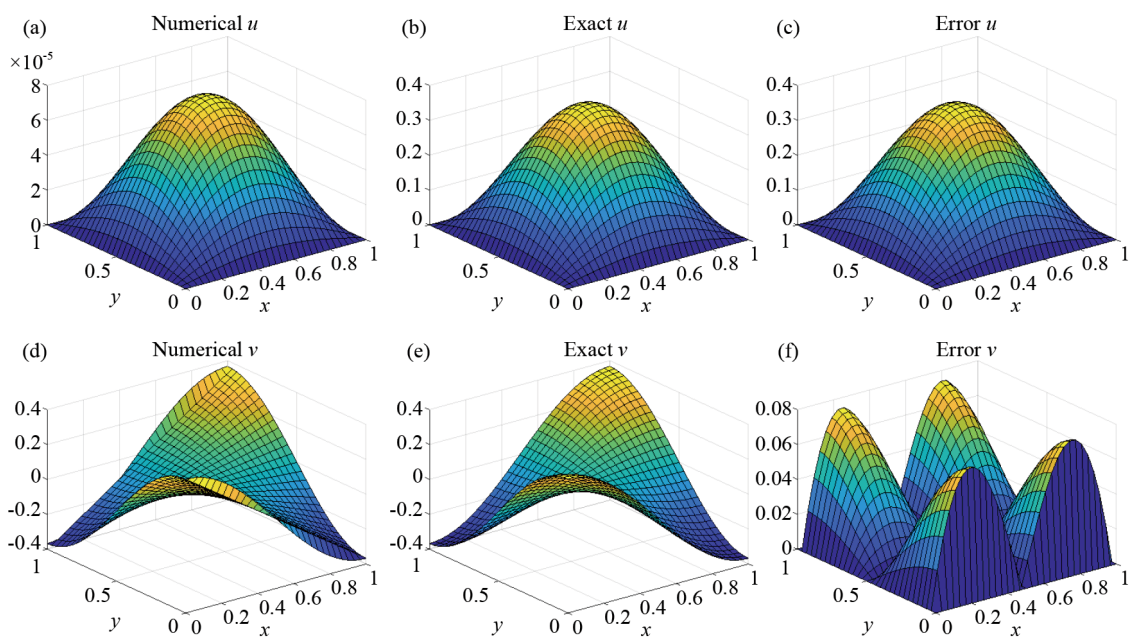 (a) Numerical u (b) Exact u (c) Error u
×10⁻⁵
8 0.4 0.4
6 0.3 0.3
4 0.2 0.2
2 0.1 0.1
0 0 0
1 1 1 1 1 1
0.8 0.8 0.8
0.5 0.6 0.5 0.6 0.5 0.6
0.4 0.4 0.4
y 0.2 x y 0.2 x y 0.2 x
0 0 0 0 0 0
(d) Numerical v (e) Exact v (f) Error v
0.4 0.4 0.08
0.2 0.2 0.06
0 0 0.04
-0.2 -0.2 0.02
-0.4 -0.4 0
1 1 1 1 1 1
0.8 0.8 0.8
0.5 0.6 0.5 0.6 0.5 0.6
0.4 0.4 0.4
y 0.2 x y 0.2 x y 0.2 x
0 0 0 0 0 0